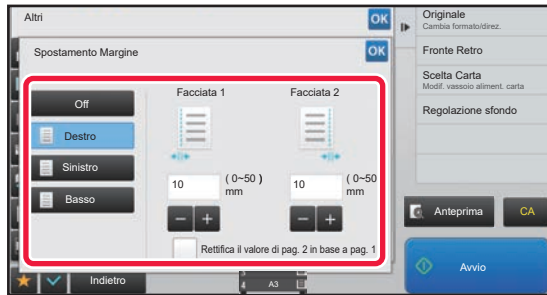 Altri
OK
Spostamento Margine
OK
Off
Destro
Sinistro
Basso
Facciata 1
Facciata 2
10
( 0~50 )
mm
10
( 0~50
mm
Rettifica il valore di pag. 2 in base a pag. 1
Indietro
4 A3
Originale
Cambia formato/direz.
Fronte Retro
Scelta Carta
Modif. vassoio aliment. carta
Regolazione sfondo
Anteprima
CA
Avvio